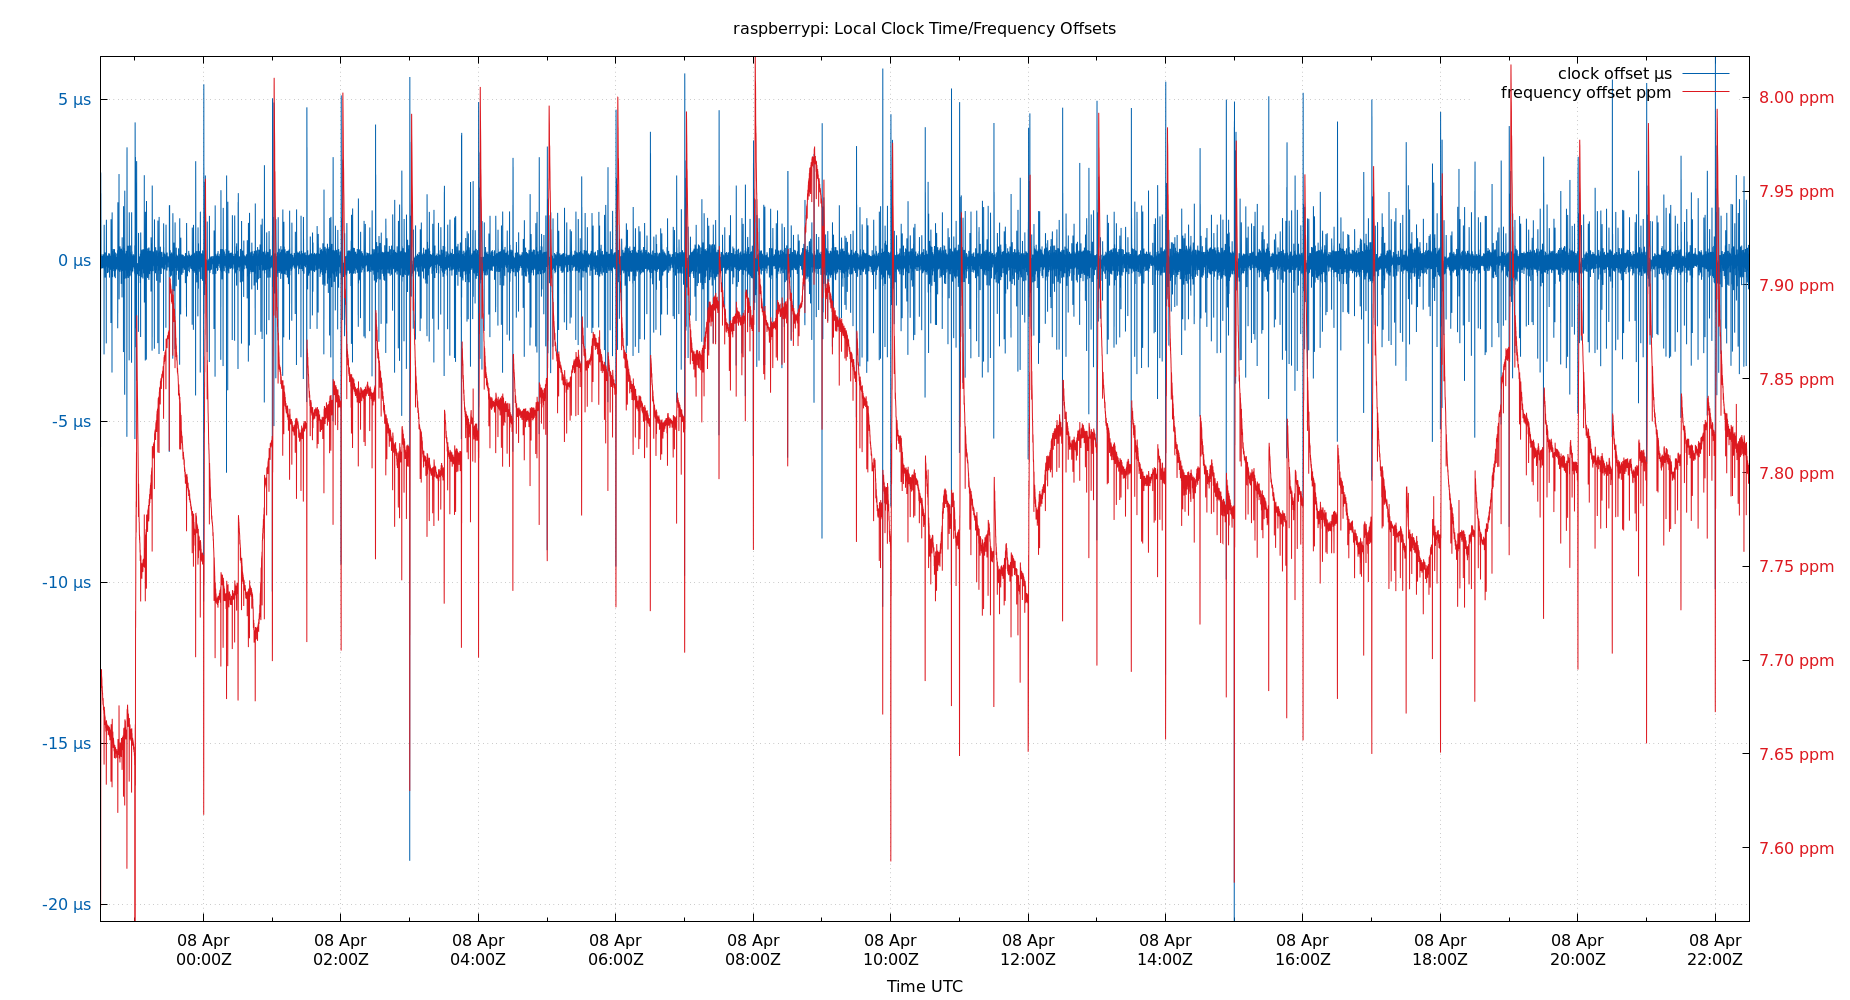 raspberrypi: Local Clock Time/Frequency Offsets
clock offset µs
frequency offset ppm
5 µs
0 µs
-5 µs
-10 µs
-15 µs
-20 µs
8.00 ppm
7.95 ppm
7.90 ppm
7.85 ppm
7.80 ppm
7.75 ppm
7.70 ppm
7.65 ppm
7.60 ppm
08 Apr 08 Apr 08 Apr 08 Apr 08 Apr 08 Apr 08 Apr 08 Apr 08 Apr 08 Apr 08 Apr 08 Apr
00:00Z 02:00Z 04:00Z 06:00Z 08:00Z 10:00Z 12:00Z 14:00Z 16:00Z 18:00Z 20:00Z 22:00Z
Time UTC